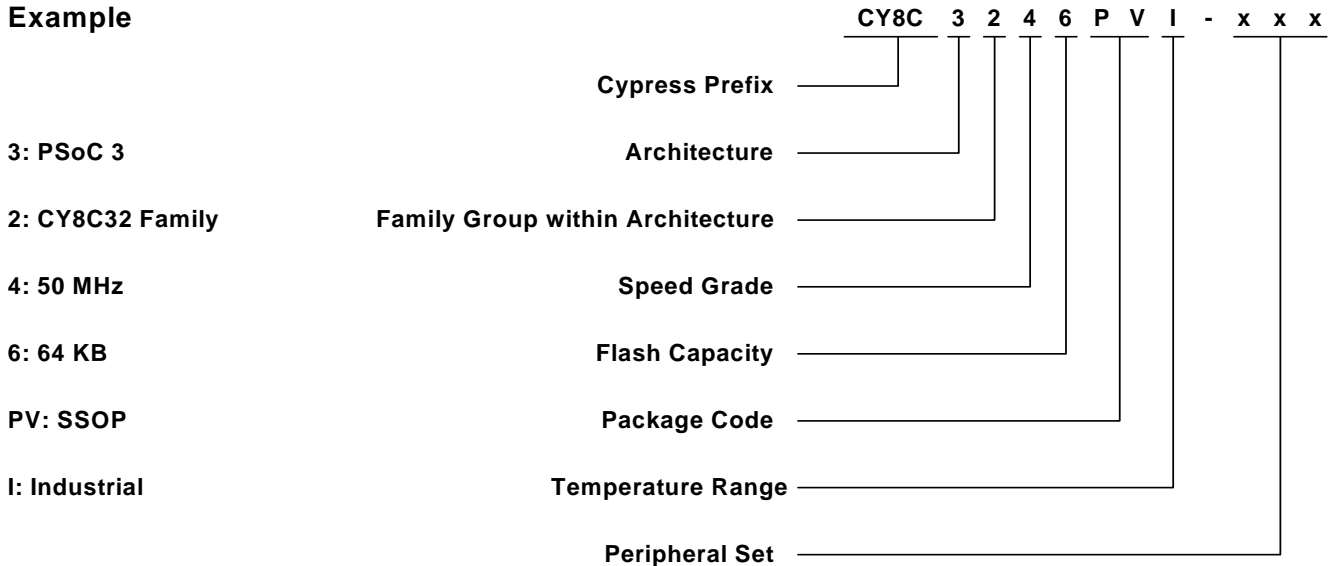 Example CY8C 3 2 4 6 P V I - x x x
Cypress Prefix
3: PSoC 3 Architecture
2: CY8C32 Family Family Group within Architecture
4: 50 MHz Speed Grade
6: 64 KB Flash Capacity
PV: SSOP Package Code
I: Industrial Temperature Range
Peripheral Set